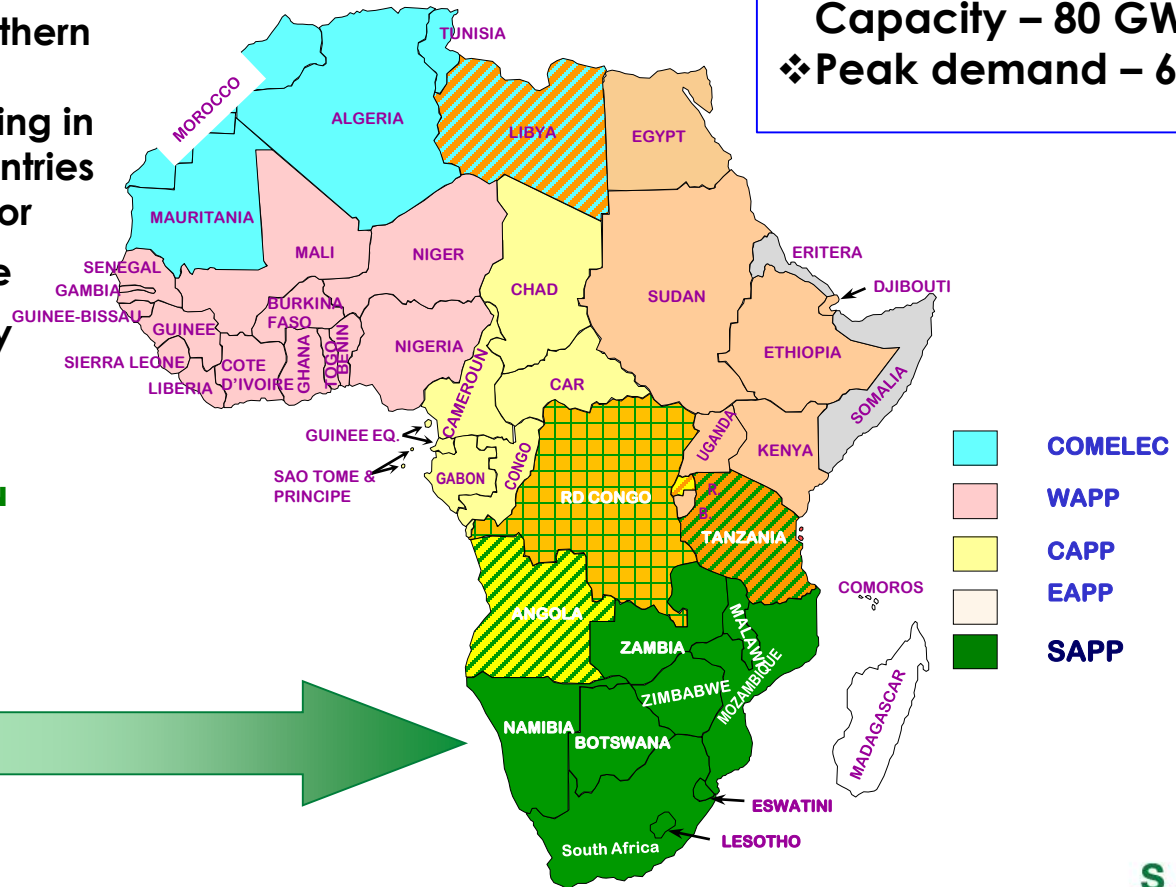 thern
ing in
ntries
or
e
y
Capacity – 80 GW
❖Peak demand – 6
TUNISIA
MOROCCO
ALGERIA
LIBYA
EGYPT
MAURITANIA
MALI
NIGER
CHAD
SUDAN
ERITERA
DJIBOUTI
SENEGAL
GAMBIA
GUINEE-BISSAU
GUINEE
BURKINA
FASO
SIERRA LEONE
LIBERIA
COTE
D'IVOIRE
GHANA
TOGO
BENIN
NIGERIA
CAMEROUN
CAR
ETHIOPIA
SOMALIA
GUINEE EQ.
SAO TOME &
PRINCIPE
GABON
CONGO
RD CONGO
UGANDA
KENYA
R.
B.
TANZANIA
COMOROS
ANGOLA
ZAMBIA
MALAWI
MOZAMBIQUE
ZIMBABWE
NAMIBIA
BOTSWANA
MADAGASCAR
ESWATINI
LESOTHO
South Africa
COMELEC
WAPP
CAPP
EAPP
SAPP
S